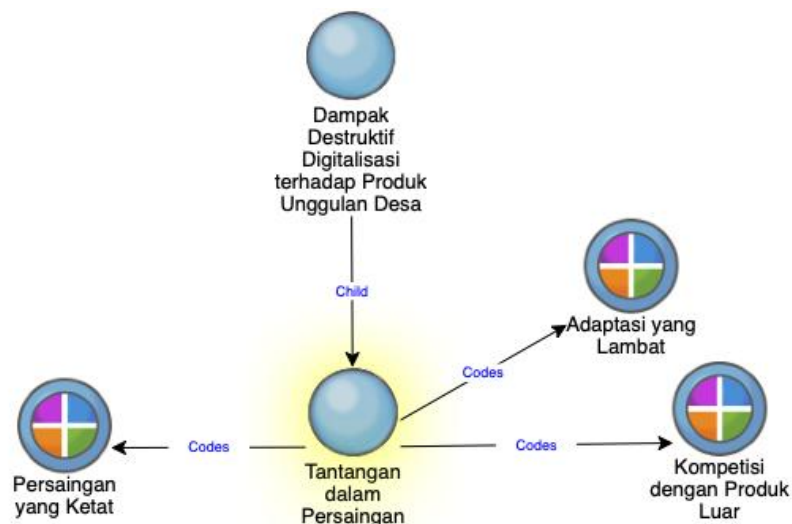 Dampak
Destruktif
Digitalisasi
terhadap Produk
Unggulan Desa
Child
Adaptasi yang
Lambat
Codes
Codes
Codes
Persaingan
yang Ketat
Tantangan
dalam
Persaingan
Kompetisi
dengan Produk
Luar